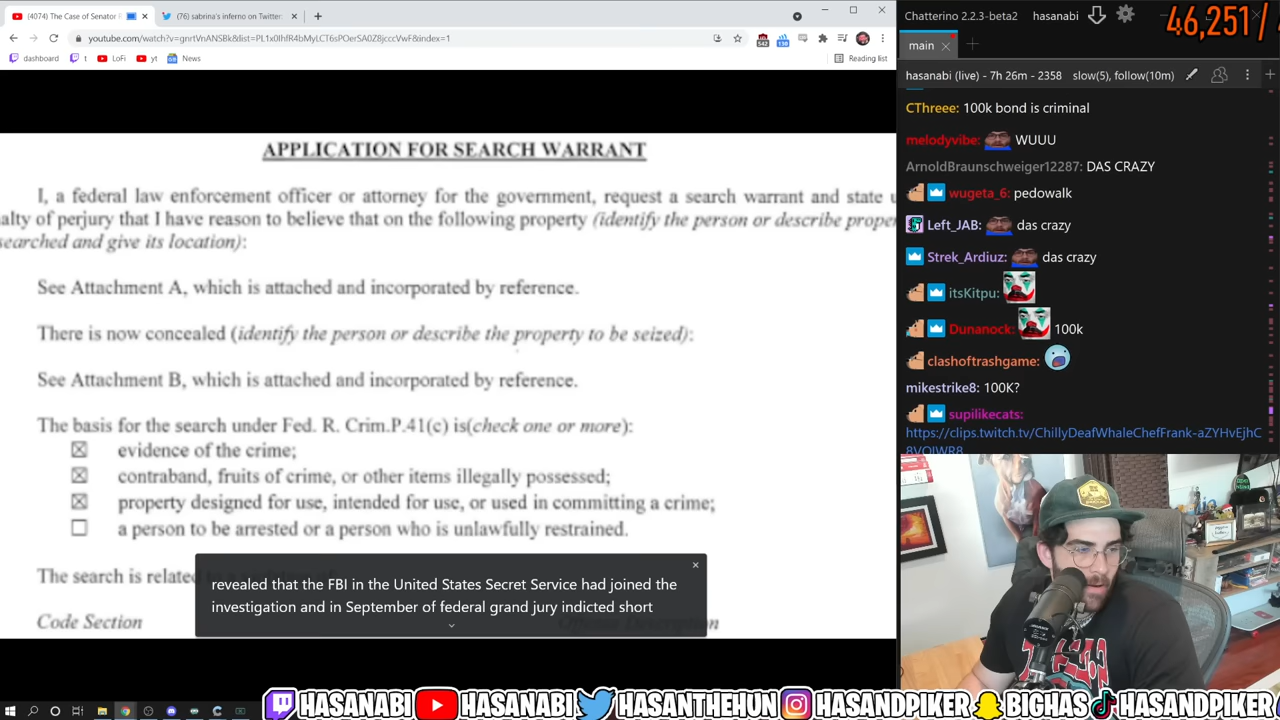 (4074) The Case of Senator R
(76) sabrina's inferno on Twitter:
youtube.com/watch?v=gnrtVnANSBk&list=PL1x0IhfR4bMyLCT6sPOerSA0Z8jcccVwF&index=1
542
138
dashboard
t
LoFi
yt
News
Reading list
APPLICATION FOR SEARCH WARRANT
I, a federal law enforcement officer or attorney for the government, request a search warrant and state u
alty of perjury that I have reason to believe that on the following property (identify the person or describe prope
searched and give its location):
See Attachment A, which is attached and incorporated by reference.
There is now concealed (identify the person or describe the property to be seized):
See Attachment B, which is attached and incorporated by reference.
The basis for the search under Fed. R. Crim.P.41(c) is(check one or more):
evidence of the crime;
contraband, fruits of crime, or other items illegally possessed;
property designed for use, intended for use, or used in committing a crime;
a person to be arrested or a person who is unlawfully restrained.
The search is related
revealed that the FBI in the United States Secret Service had joined the
investigation and in September of federal grand jury indicted short
Code Section
Offense Description
Chatterino 2.2.3-beta2
hasanabi
46,251/
main
hasanabi (live) - 7h 26m - 2358
slow(5), follow(10m)
CThreee: 100k bond is criminal
melodyvibe: WUUU
ArnoldBraunschweiger12287: DAS CRAZY
wugeta_6: pedowalk
Left_JAB: das crazy
Strek_Ardiuz: das crazy
itsKitpu:
Dunanock: 100k
clashoftrashgame:
mikestrike8: 100K?
supilikecats:
https://clips.twitch.tv/ChillyDeafWhaleChefFrank-aZYHvEjhC
8VOIWR8
HASANABI
HASANABI
HASANTHEHUN
HASANDPIKER
BIGHAS
HASANDPIKER